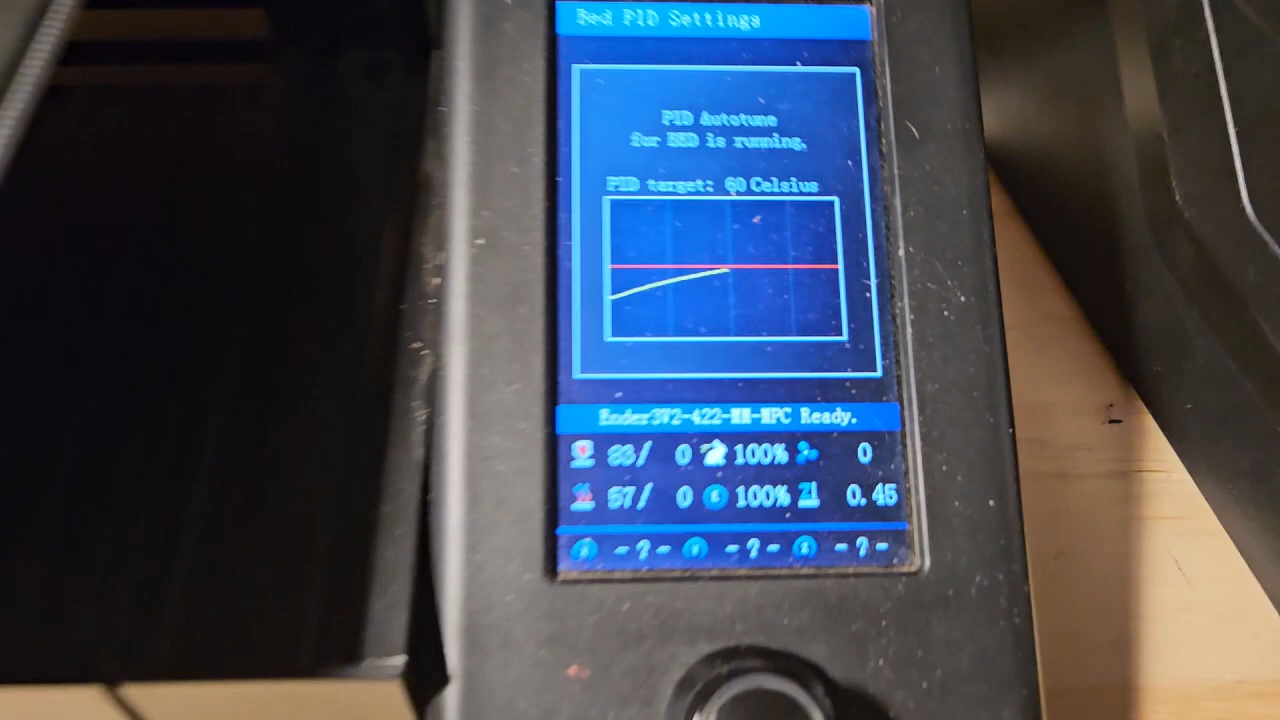 Bed PID Settings
PID Autotune
for BED is running.
PID target: 60 Celsius
Ender3V2-422-MM-MPC Ready.
83/ 0 100% 0
57/ 0 100% 0.45
-?- -?- -?-